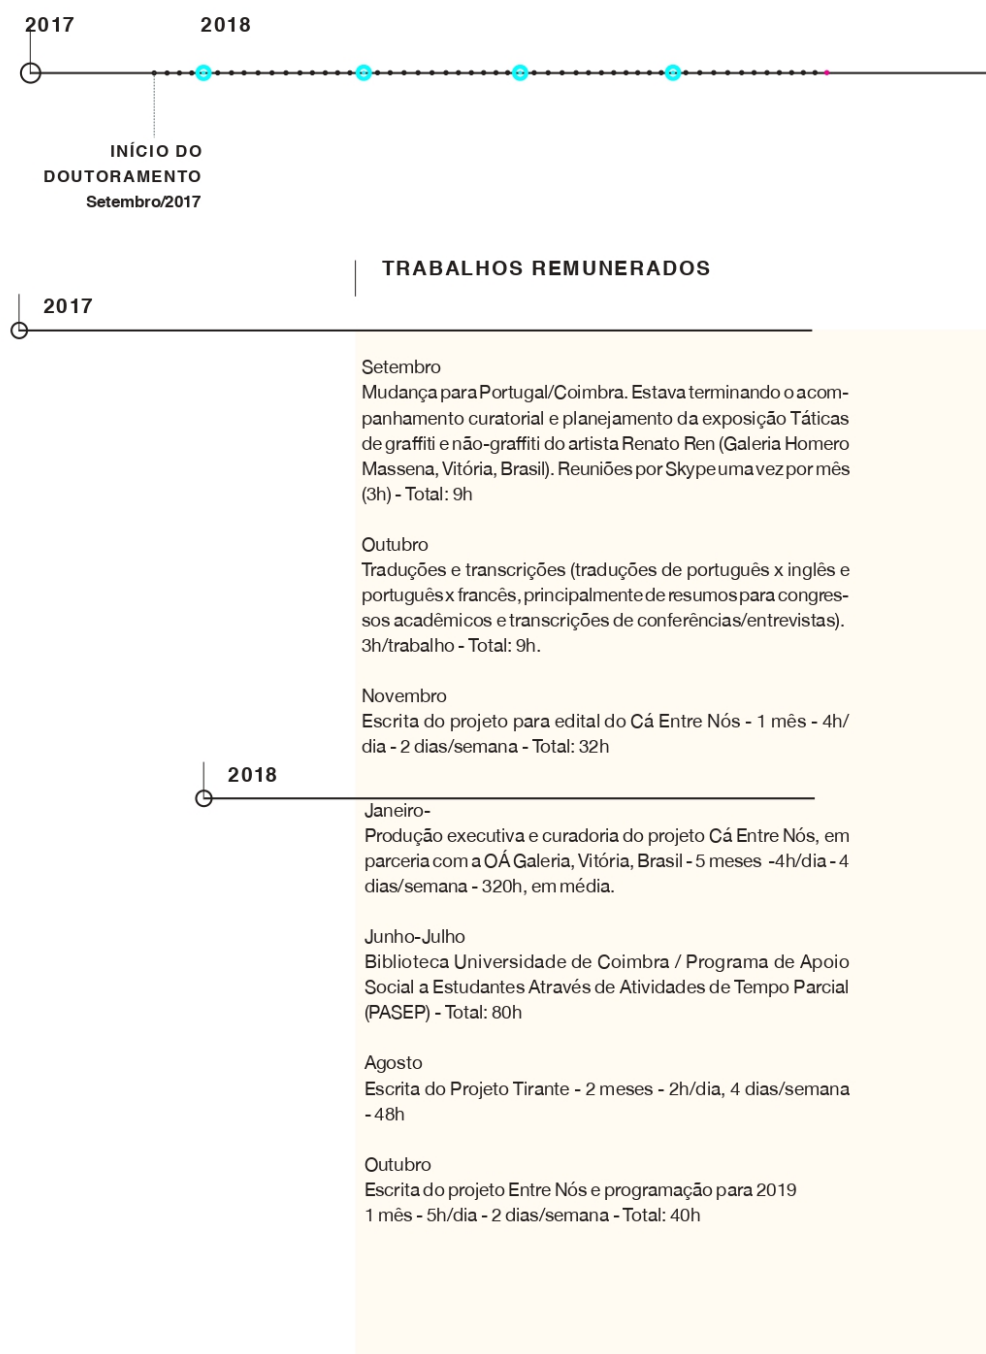 2017 2018
INÍCIO DO
DOUTORAMENTO
Setembro/2017
TRABALHOS REMUNERADOS
2017
Setembro
Mudança para Portugal/Coimbra. Estava terminando o acom-
panhamento curatorial e planejamento da exposição Táticas
de graffiti e não-graffiti do artista Renato Ren (Galeria Homero
Massena, Vitória, Brasil). Reuniões por Skype uma vez por mês
(3h) - Total: 9h
Outubro
Traduções e transcrições (traduções de português x inglês e
português x francês, principalmente de resumos para congres-
sos acadêmicos e transcrições de conferências/entrevistas).
3h/trabalho - Total: 9h.
Novembro
Escrita do projeto para edital do Cá Entre Nós - 1 mês - 4h/
dia - 2 dias/semana - Total: 32h
2018
Janeiro-
Produção executiva e curadoria do projeto Cá Entre Nós, em
parceria com a OÁ Galeria, Vitória, Brasil - 5 meses -4h/dia - 4
dias/semana - 320h, em média.
Junho-Julho
Biblioteca Universidade de Coimbra / Programa de Apoio
Social a Estudantes Através de Atividades de Tempo Parcial
(PASEP) - Total: 80h
Agosto
Escrita do Projeto Tirante - 2 meses - 2h/dia, 4 dias/semana
- 48h
Outubro
Escrita do projeto Entre Nós e programação para 2019
1 mês - 5h/dia - 2 dias/semana - Total: 40h